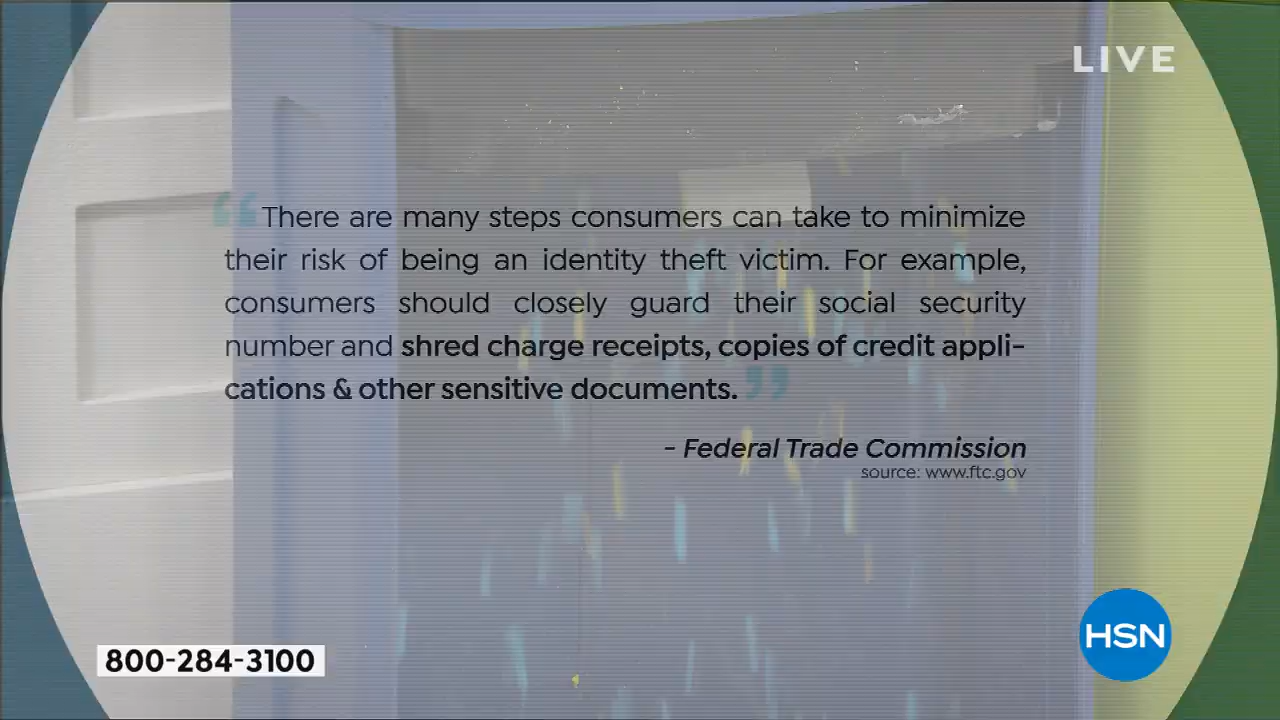 LIVE
“There are many steps consumers can take to minimize
their risk of being an identity theft victim. For example,
consumers should closely guard their social security
number and shred charge receipts, copies of credit appli-
cations & other sensitive documents.”
- Federal Trade Commission
source: www.ftc.gov
800-284-3100
HSN